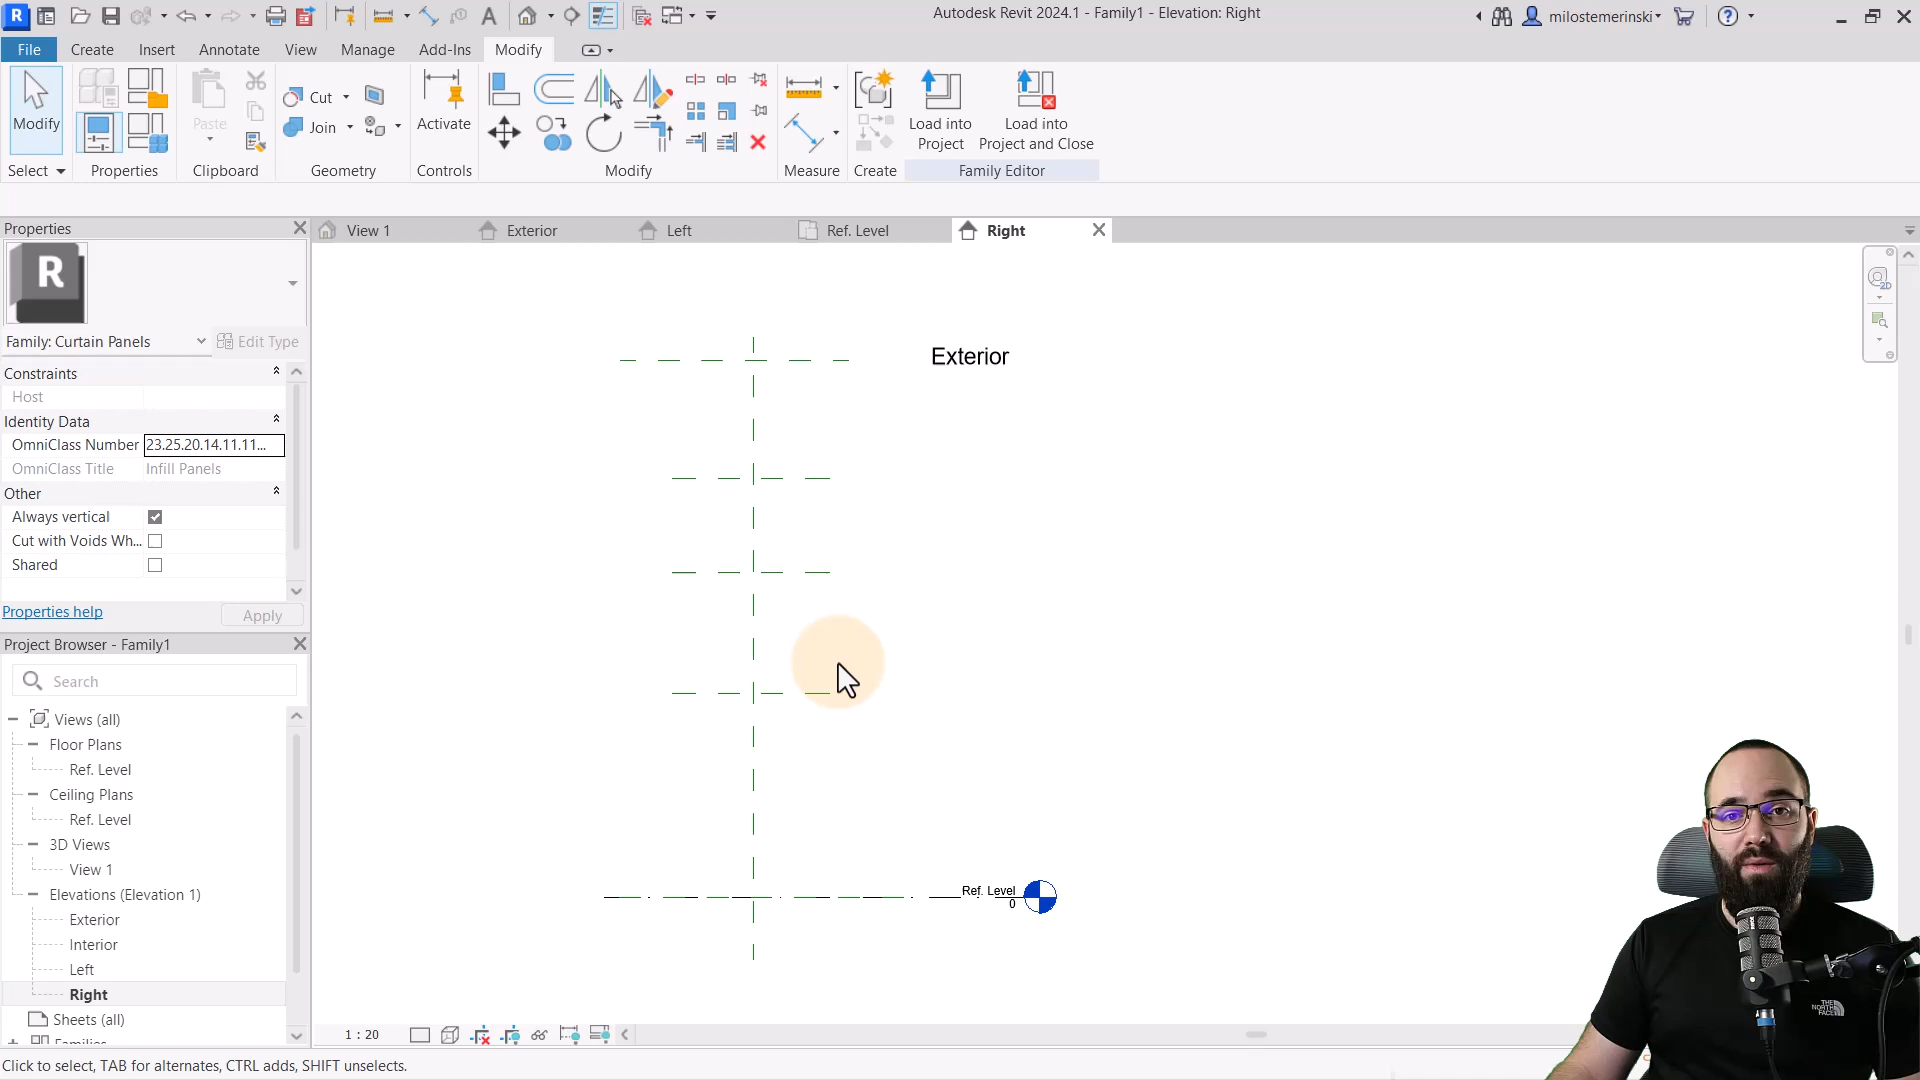 Autodesk Revit 2024.1 - Family1 - Elevation: Right
milostemerinski
File
Create
Insert
Annotate
View
Manage
Add-Ins
Modify
Modify
Paste
Cut
Join
Activate
Load into
Project
Load into
Project and Close
Select
Properties
Clipboard
Geometry
Controls
Modify
Measure
Create
Family Editor
Properties
View 1
Exterior
Left
Ref. Level
Right
R
Family: Curtain Panels
Edit Type
Constraints
Host
Identity Data
OmniClass Number
23.25.20.14.11.11...
OmniClass Title
Infill Panels
Other
Always vertical
Cut with Voids Wh...
Shared
Properties help
Apply
Project Browser - Family1
Search
Views (all)
Floor Plans
Ref. Level
Ceiling Plans
Ref. Level
3D Views
View 1
Elevations (Elevation 1)
Exterior
Interior
Left
Right
Sheets (all)
Families
Exterior
Ref. Level
0
1 : 20
Click to select, TAB for alternates, CTRL adds, SHIFT unselects.
THE
NORTH
FACE
2D